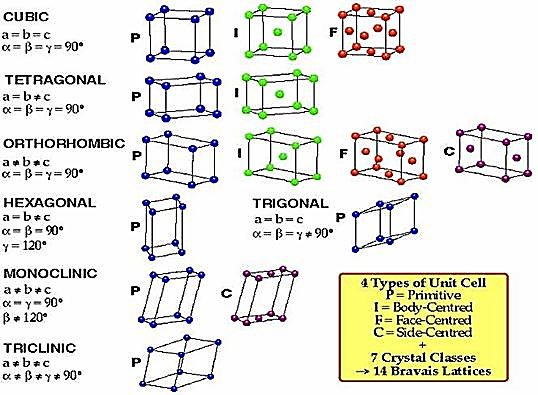 CUBIC
a = b = c
α = β = γ = 90°
P
I
F
TETRAGONAL
a = b ≠ c
α = β = γ = 90°
P
I
ORTHORHOMBIC
a ≠ b ≠ c
α = β = γ = 90°
P
I
F
C
HEXAGONAL
a = b ≠ c
α = β = 90°
γ = 120°
P
TRIGONAL
a = b = c
α = β = γ ≠ 90°
P
MONOCLINIC
a ≠ b ≠ c
α = γ = 90°
β ≠ 120°
P
C
TRICLINIC
a ≠ b ≠ c
α ≠ β ≠ γ ≠ 90°
P
4 Types of Unit Cell
P = Primitive
I = Body-Centred
F = Face-Centred
C = Side-Centred
+
7 Crystal Classes
→ 14 Bravais Lattices